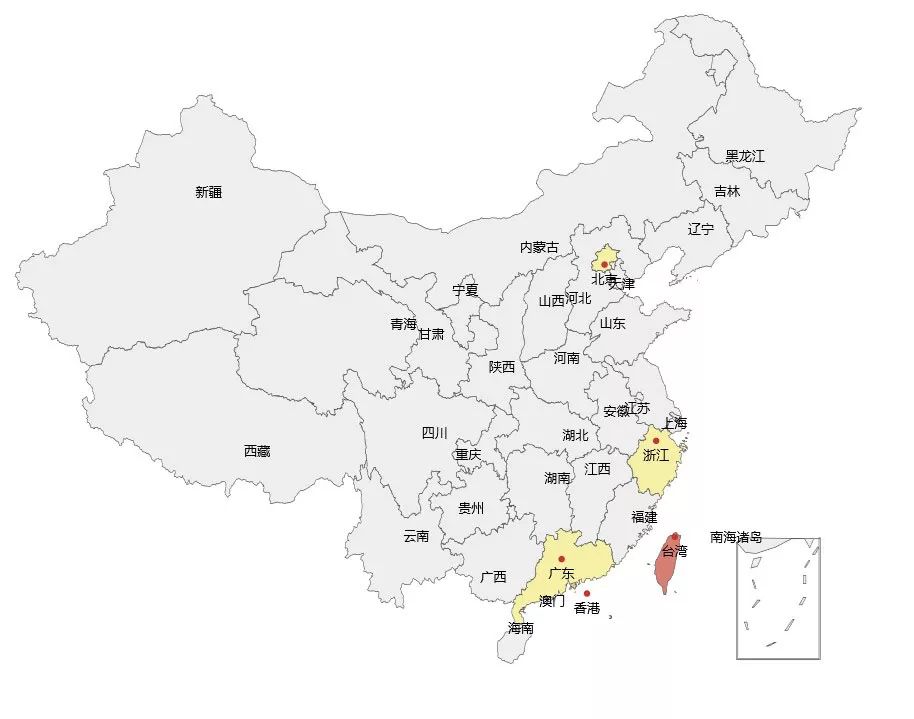 黑龙江
新疆
吉林
辽宁
内蒙古
北京
天津
宁夏
山西
河北
青海
甘肃
山东
陕西
河南
安徽
江苏
上海
四川
湖北
西藏
重庆
浙江
湖南
江西
贵州
福建
云南
台湾
南海诸岛
广西
广东
澳门
香港
海南